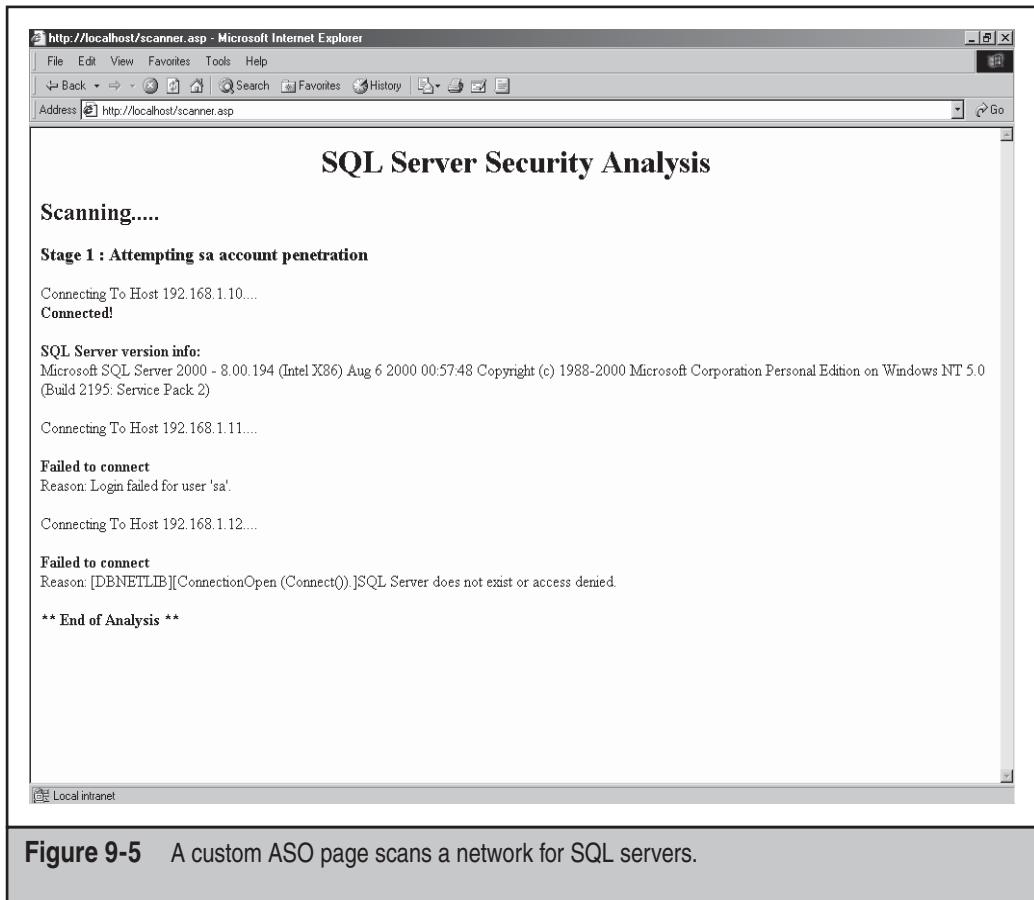 http://localhost/scanner.asp - Microsoft Internet Explorer
File Edit View Favorites Tools Help
Back Search Favorites History
Address http://localhost/scanner.asp Go
SQL Server Security Analysis
Scanning.....
Stage 1 : Attempting sa account penetration
Connecting To Host 192.168.1.10....
Connected!
SQL Server version info:
Microsoft SQL Server 2000 - 8.00.194 (Intel X86) Aug 6 2000 00:57:48 Copyright (c) 1988-2000 Microsoft Corporation Personal Edition on Windows NT 5.0
(Build 2195: Service Pack 2)
Connecting To Host 192.168.1.11....
Failed to connect
Reason: Login failed for user 'sa'.
Connecting To Host 192.168.1.12....
Failed to connect
Reason: [DBNETLIB][ConnectionOpen (Connect()).]SQL Server does not exist or access denied.
** End of Analysis **
Local intranet
Figure 9-5 A custom ASO page scans a network for SQL servers.